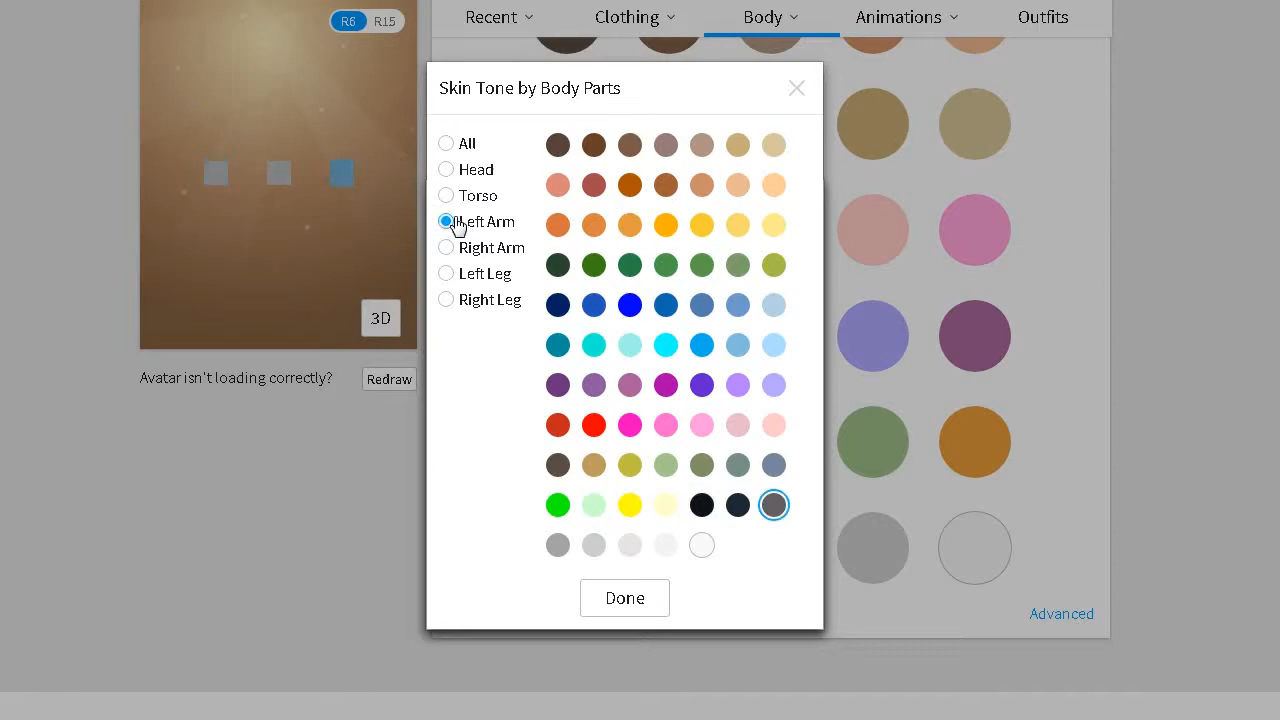 R6 R15
Recent Clothing Body Animations Outfits
Skin Tone by Body Parts
All
Head
Torso
Left Arm
Right Arm
Left Leg
Right Leg
3D
Avatar isn't loading correctly? Redraw
Done
Advanced